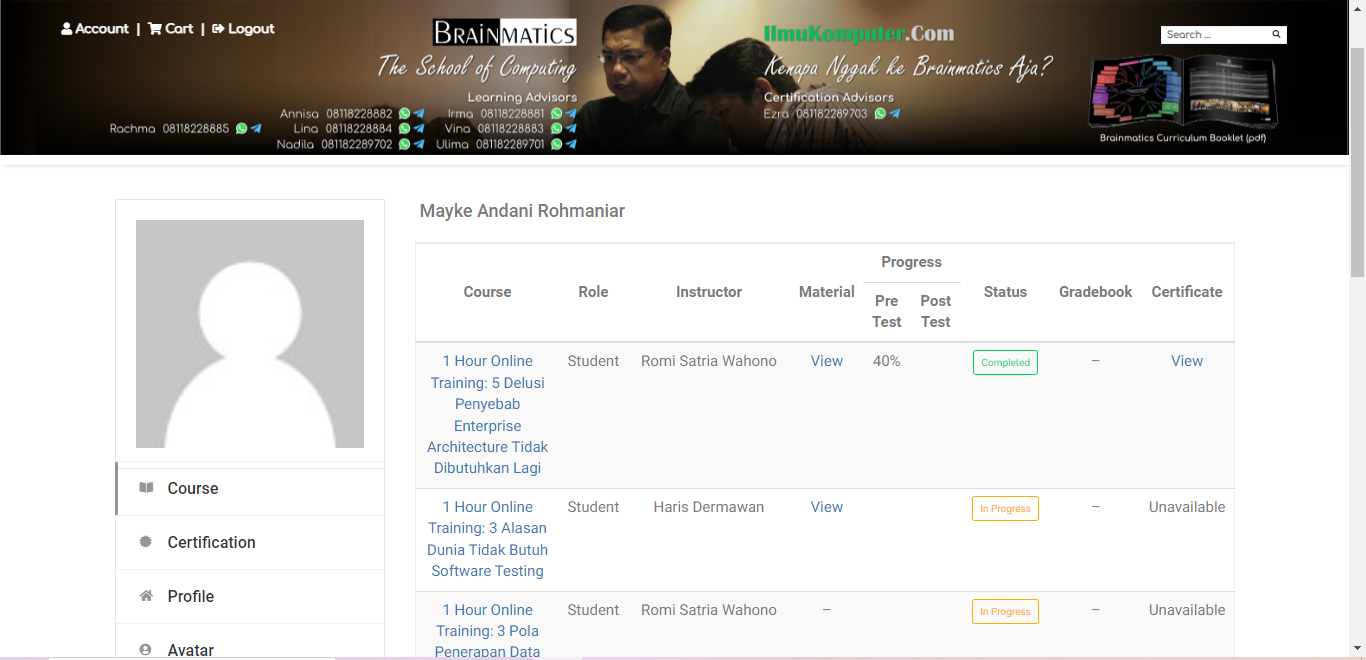 Account | Cart | Logout
BRAINMATICS
The School of Computing
Learning Advisors
Annisa 08118228882 Irma 08118228881
Rachma 08118228885 Lina 08118228884 Vina 08118228883
Nadila 081182289702 Ulima 081182289701
IlmuKomputer.Com
Kenapa Nggak ke Brainmatics Aja?
Certification Advisors
Ezra 081182289703
Search ...
Brainmatics Curriculum Booklet (pdf)
Course
Certification
Profile
Avatar
Mayke Andani Rohmaniar
Progress
Course Role Instructor Material Status Gradebook Certificate
Pre Post
Test Test
1 Hour Online Student Romi Satria Wahono View 40% Completed – View
Training: 5 Delusi
Penyebab
Enterprise
Architecture Tidak
Dibutuhkan Lagi
1 Hour Online Student Haris Dermawan View In Progress – Unavailable
Training: 3 Alasan
Dunia Tidak Butuh
Software Testing
1 Hour Online Student Romi Satria Wahono – In Progress – Unavailable
Training: 3 Pola
Penerapan Data